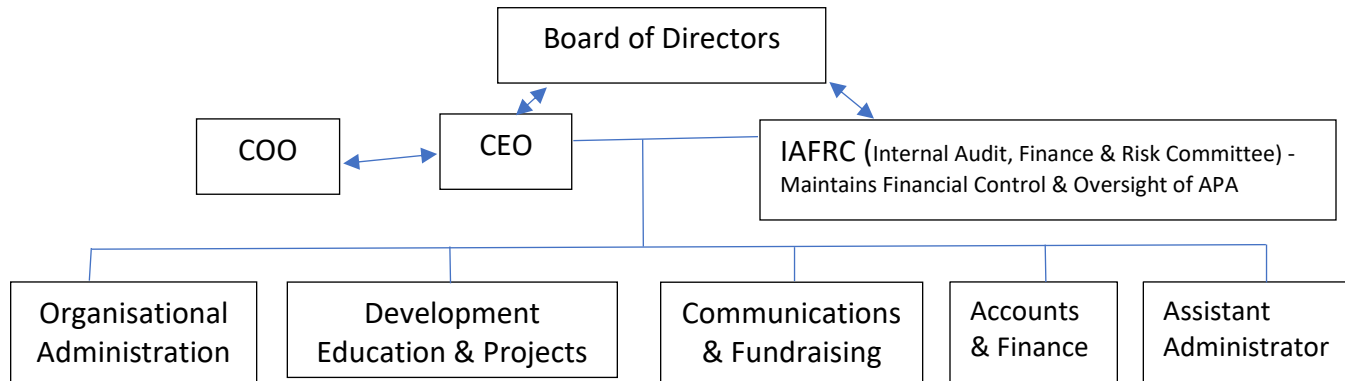 Board of Directors
COO
CEO
IAFRC (Internal Audit, Finance & Risk Committee) -
Maintains Financial Control & Oversight of APA
Organisational
Administration
Development
Education & Projects
Communications
& Fundraising
Accounts
& Finance
Assistant
Administrator